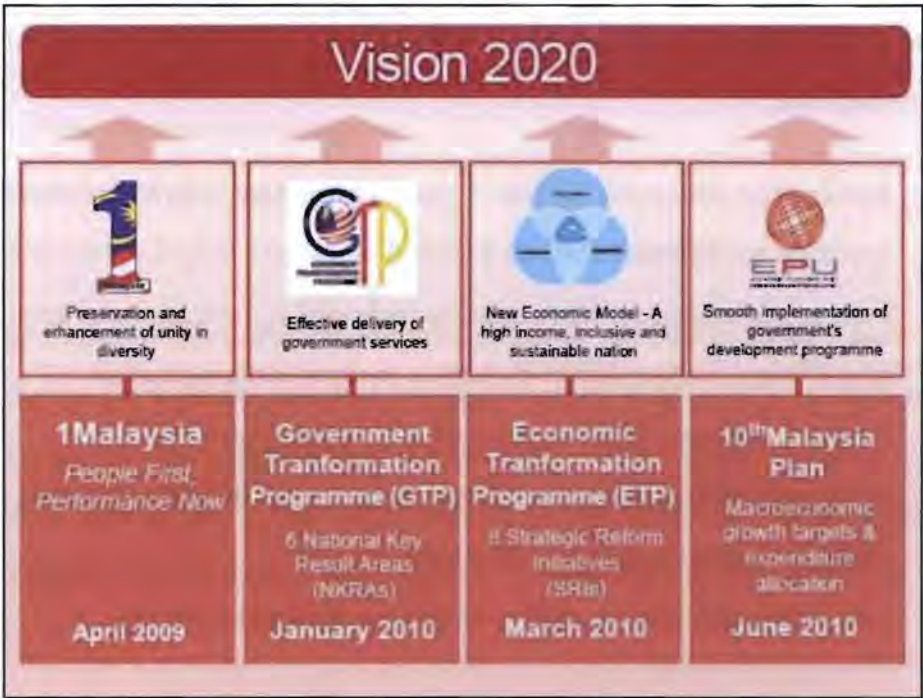 Vision 2020
Preservation and
enhancement of unity in
diversity
GTP
Effective delivery of
government services
New Economic Model - A
high income, inclusive and
sustainable nation
EPU
Smooth implementation of
government's
development programme
1Malaysia
People First,
Performance Now
April 2009
Government
Tranformation
Programme (GTP)
6 National Key
Result Areas
(NKRAs)
January 2010
Economic
Tranformation
Programme (ETP)
8 Strategic Reform
Initiatives
(SRIs)
March 2010
10thMalaysia
Plan
Macroeconomic
growth targets &
expenditure
allocation
June 2010